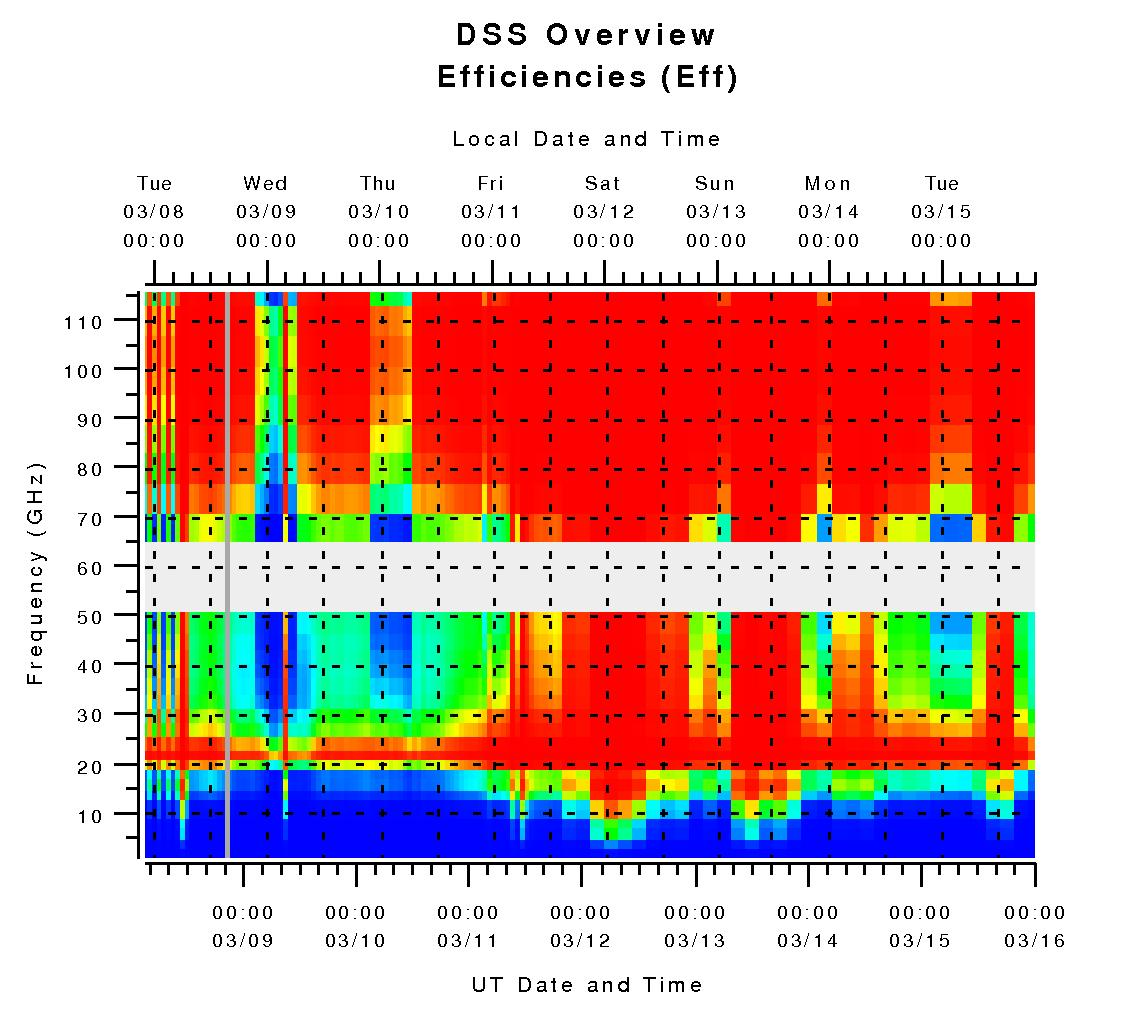 DSS Overview
Efficiencies (Eff)
Local Date and Time
Tue Wed Thu Fri Sat Sun Mon Tue
03/08 03/09 03/10 03/11 03/12 03/13 03/14 03/15
00:00 00:00 00:00 00:00 00:00 00:00 00:00 00:00
Frequency (GHz)
110
100
90
80
70
60
50
40
30
20
10
00:00 00:00 00:00 00:00 00:00 00:00 00:00 00:00
03/09 03/10 03/11 03/12 03/13 03/14 03/15 03/16
UT Date and Time